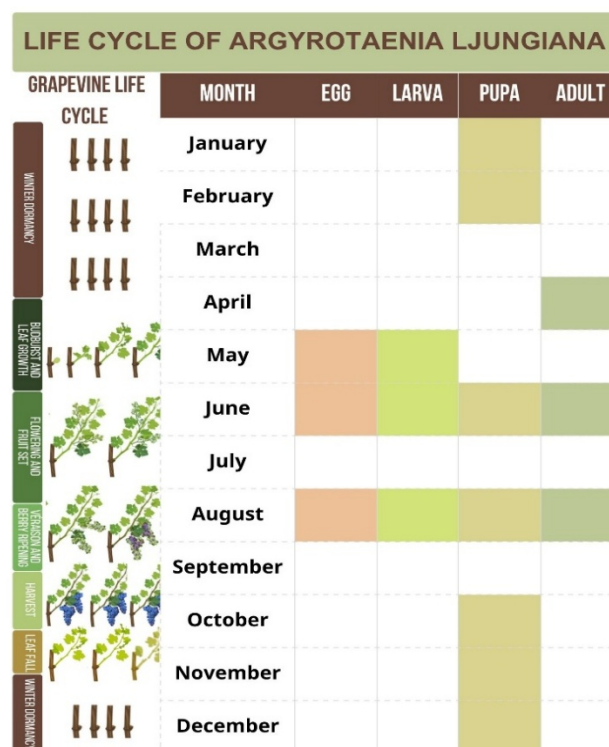 LIFE CYCLE OF ARGYROTAENIA LJUNGIANA
GRAPEVINE LIFE
CYCLE
MONTH EGG LARVA PUPA ADULT
WINTER DORMANCY
January
February
March
April
BUDBURST AND
LEAF GROWTH
May
June
FLOWERING AND
FRUIT SET
July
August
VERAISON AND
BERRY RIPENING
September
HARVEST
October
LEAF FALL
November
WINTER DORMANC
December